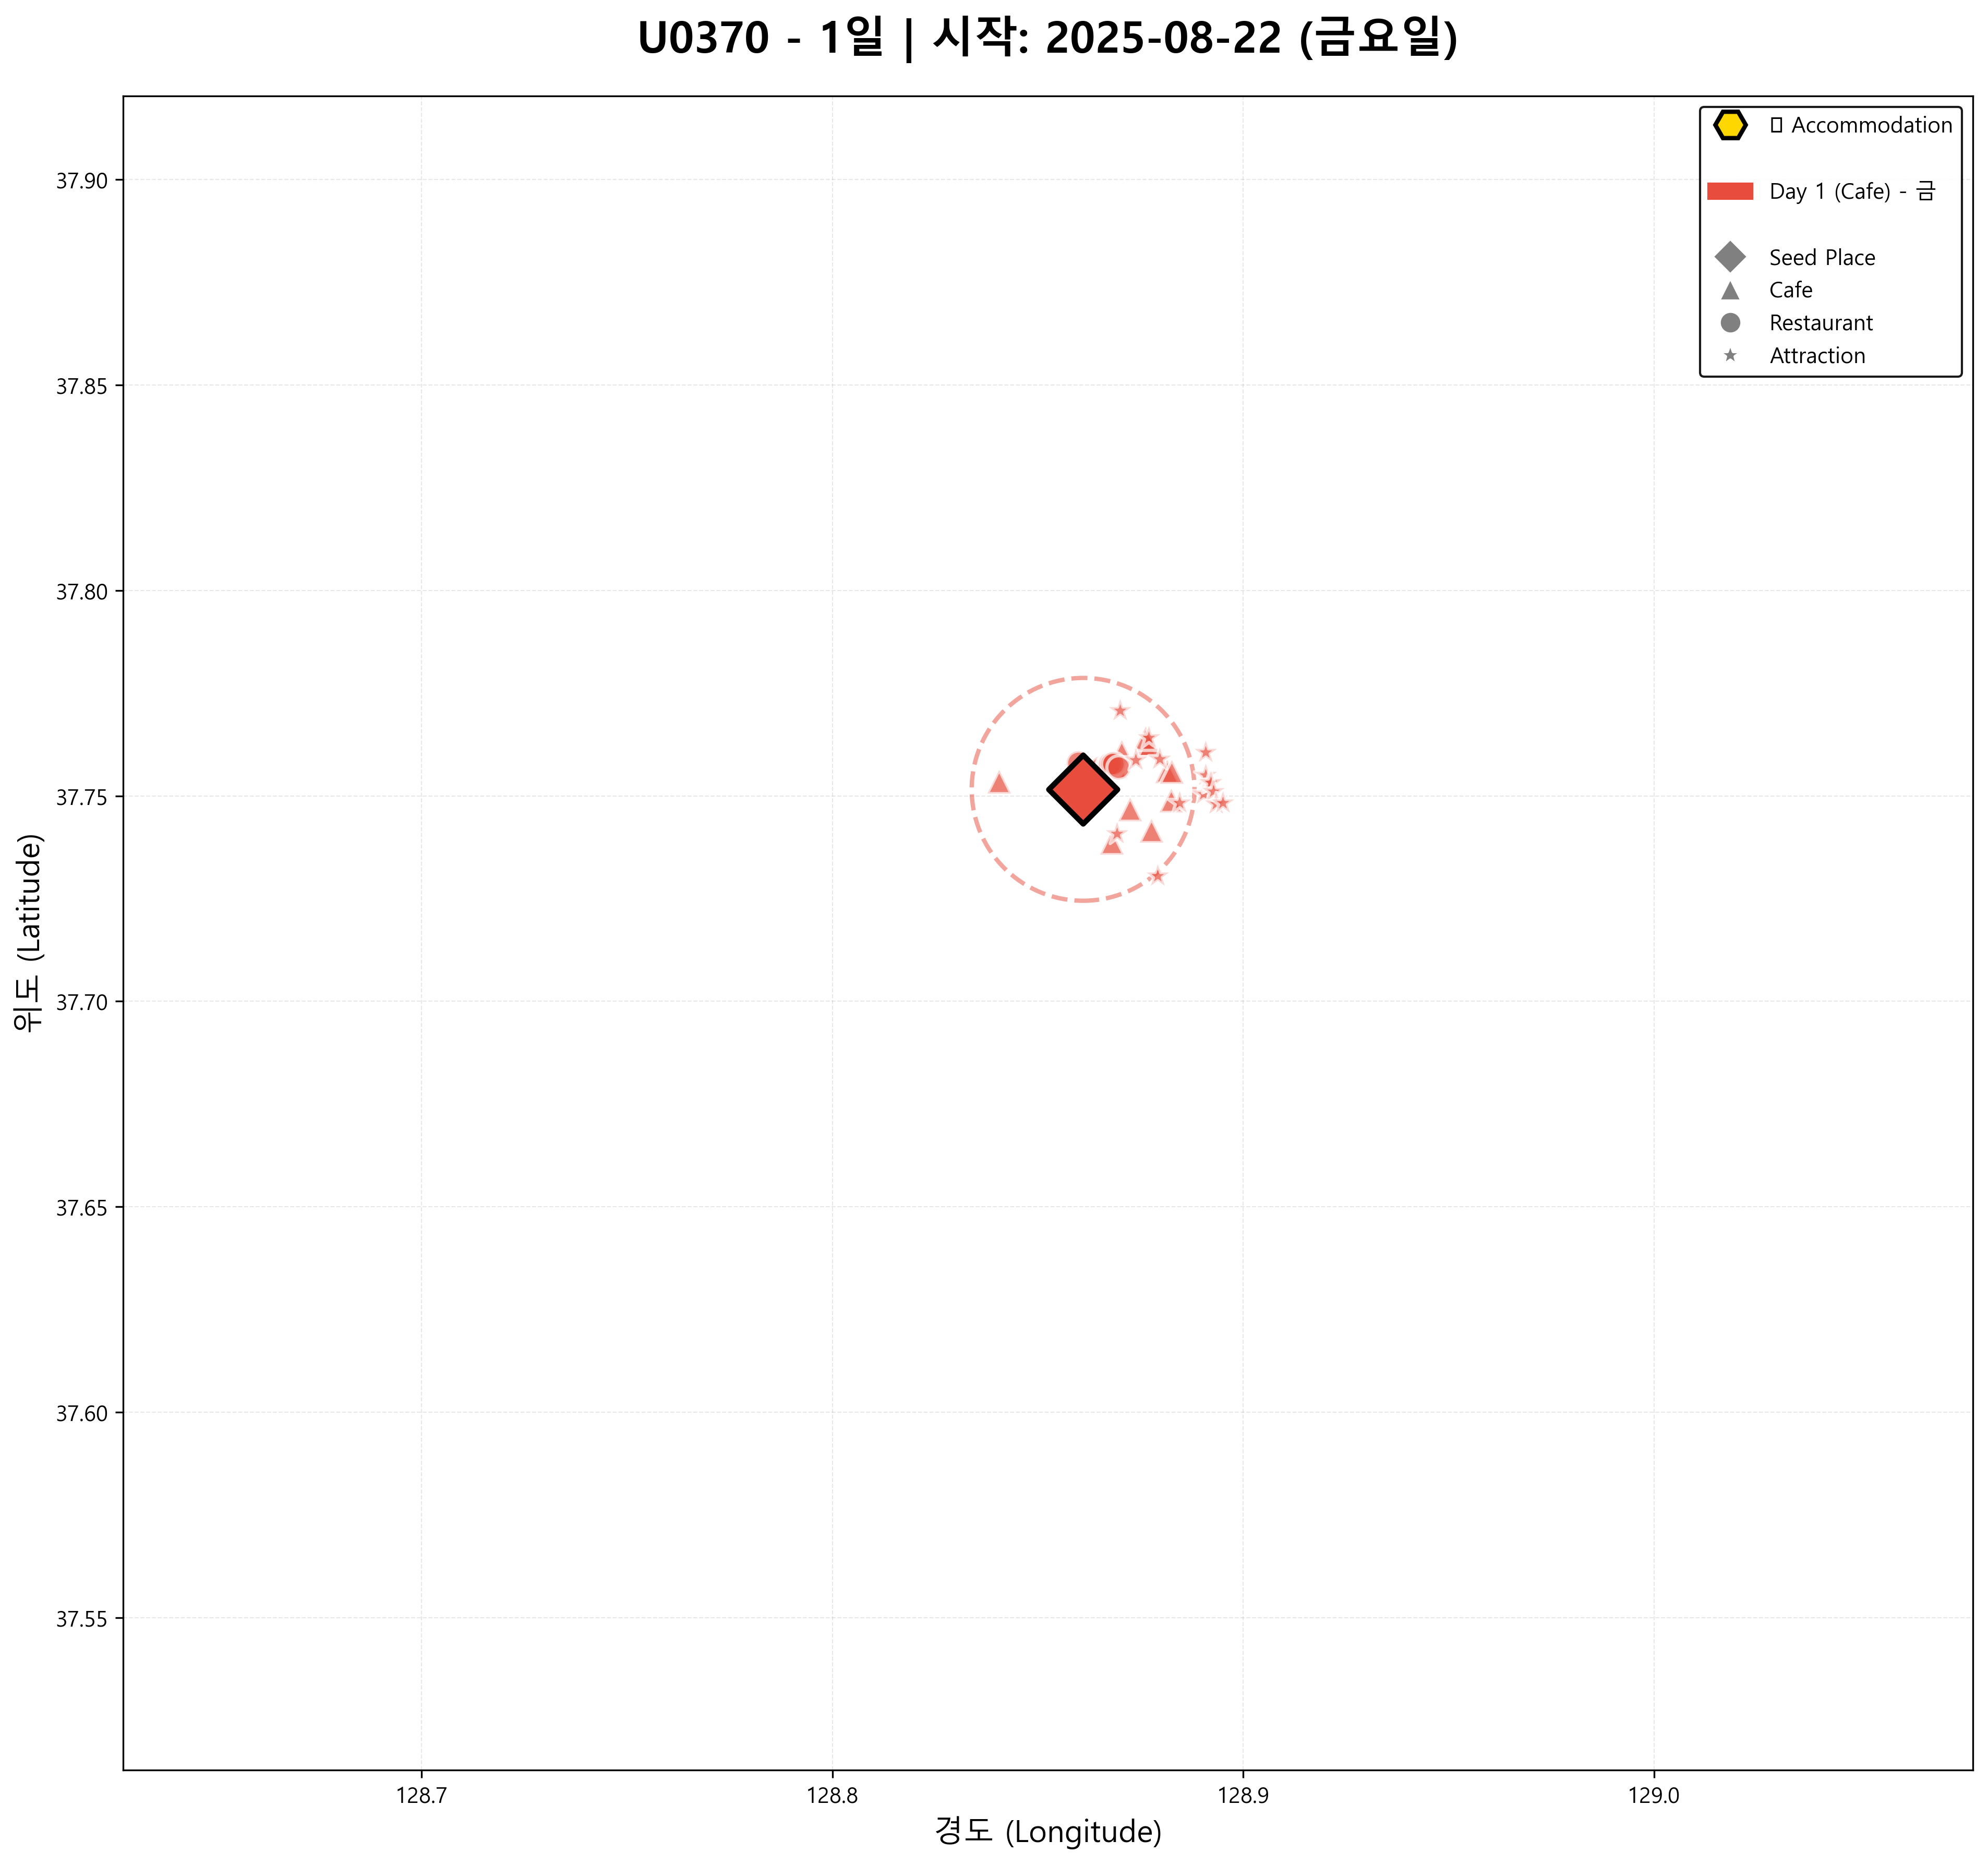 U0370 - 1일 | 시작: 2025-08-22 (금요일)
Accommodation
Day 1 (Cafe) - 금
Seed Place
Cafe
Restaurant
Attraction
37.90
37.85
37.80
37.75
37.70
37.65
37.60
37.55
위도 (Latitude)
128.7
128.8
128.9
129.0
경도 (Longitude)